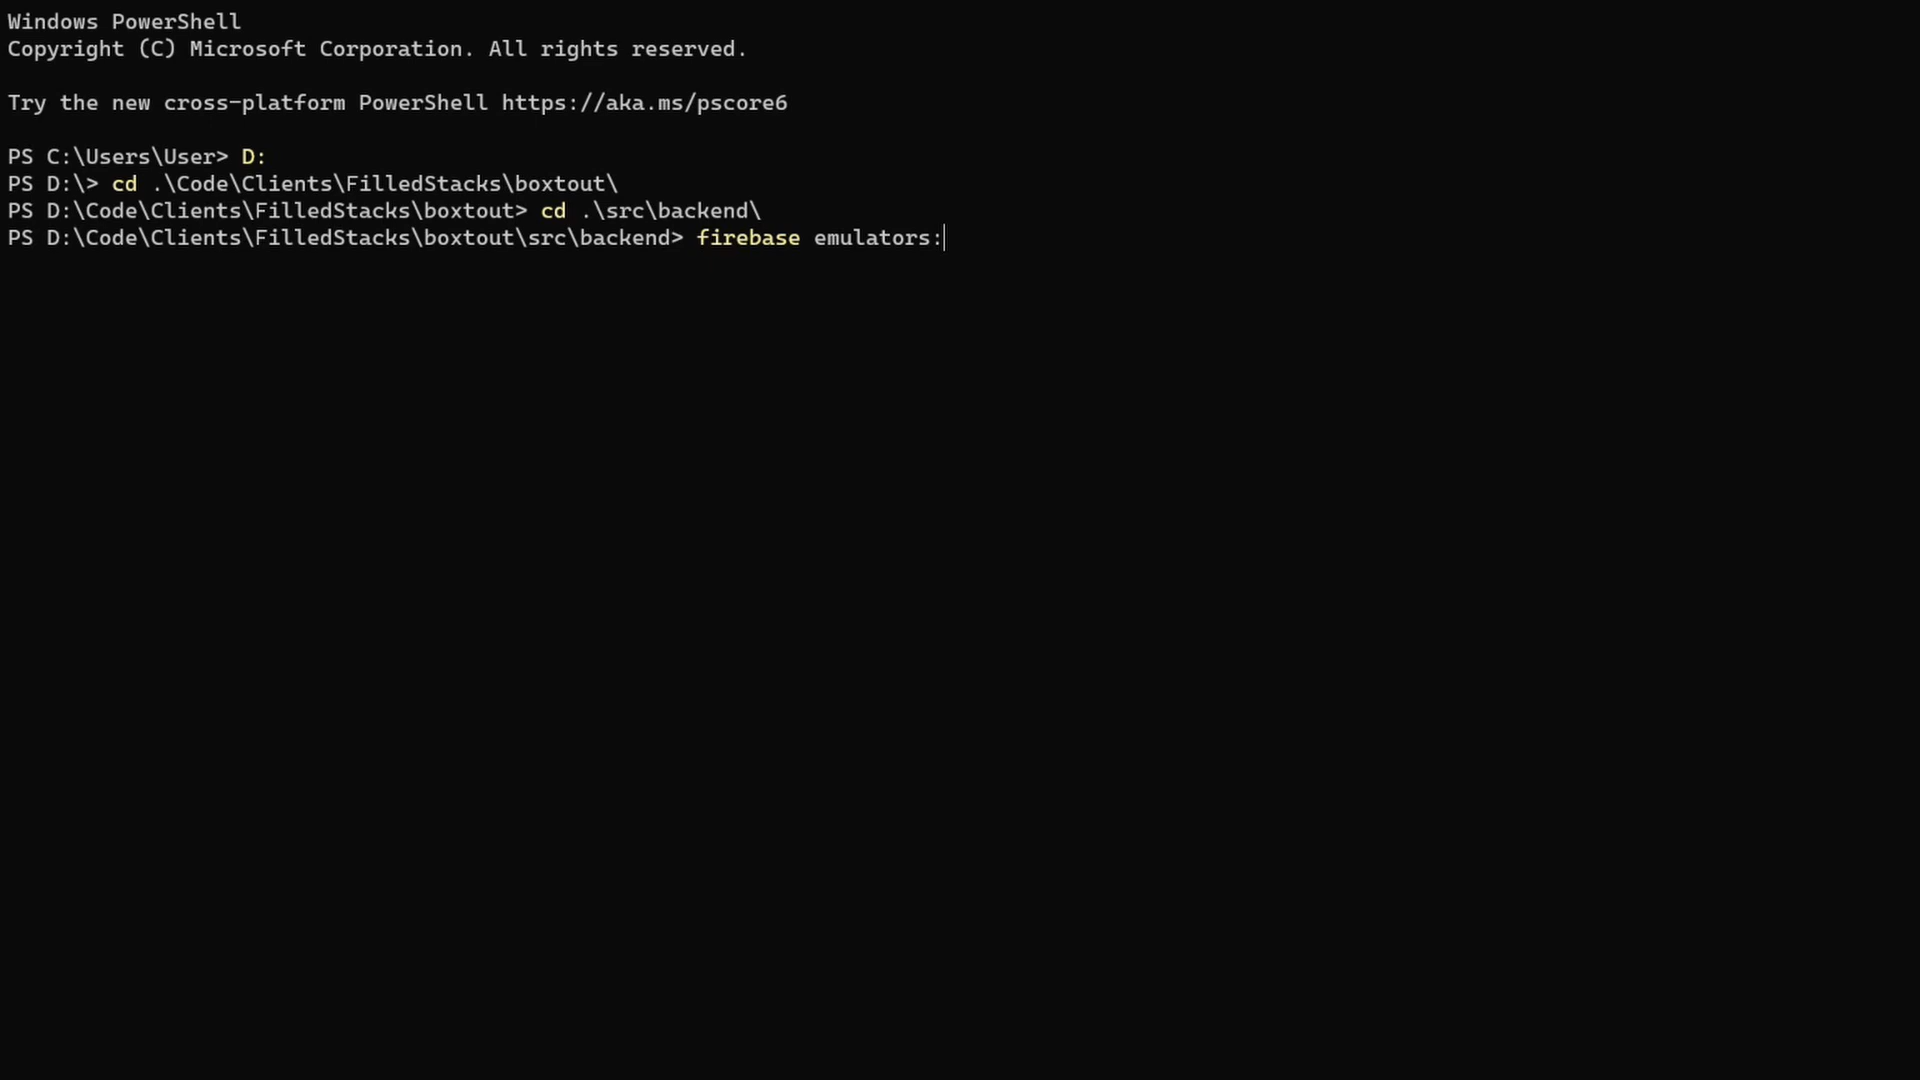 Windows PowerShell
Copyright (C) Microsoft Corporation. All rights reserved.
Try the new cross-platform PowerShell https://aka.ms/pscore6
PS C:\Users\User> D:
PS D:\> cd .\Code\Clients\FilledStacks\boxtout\
PS D:\Code\Clients\FilledStacks\boxtout> cd .\src\backend\
PS D:\Code\Clients\FilledStacks\boxtout\src\backend> firebase emulators: